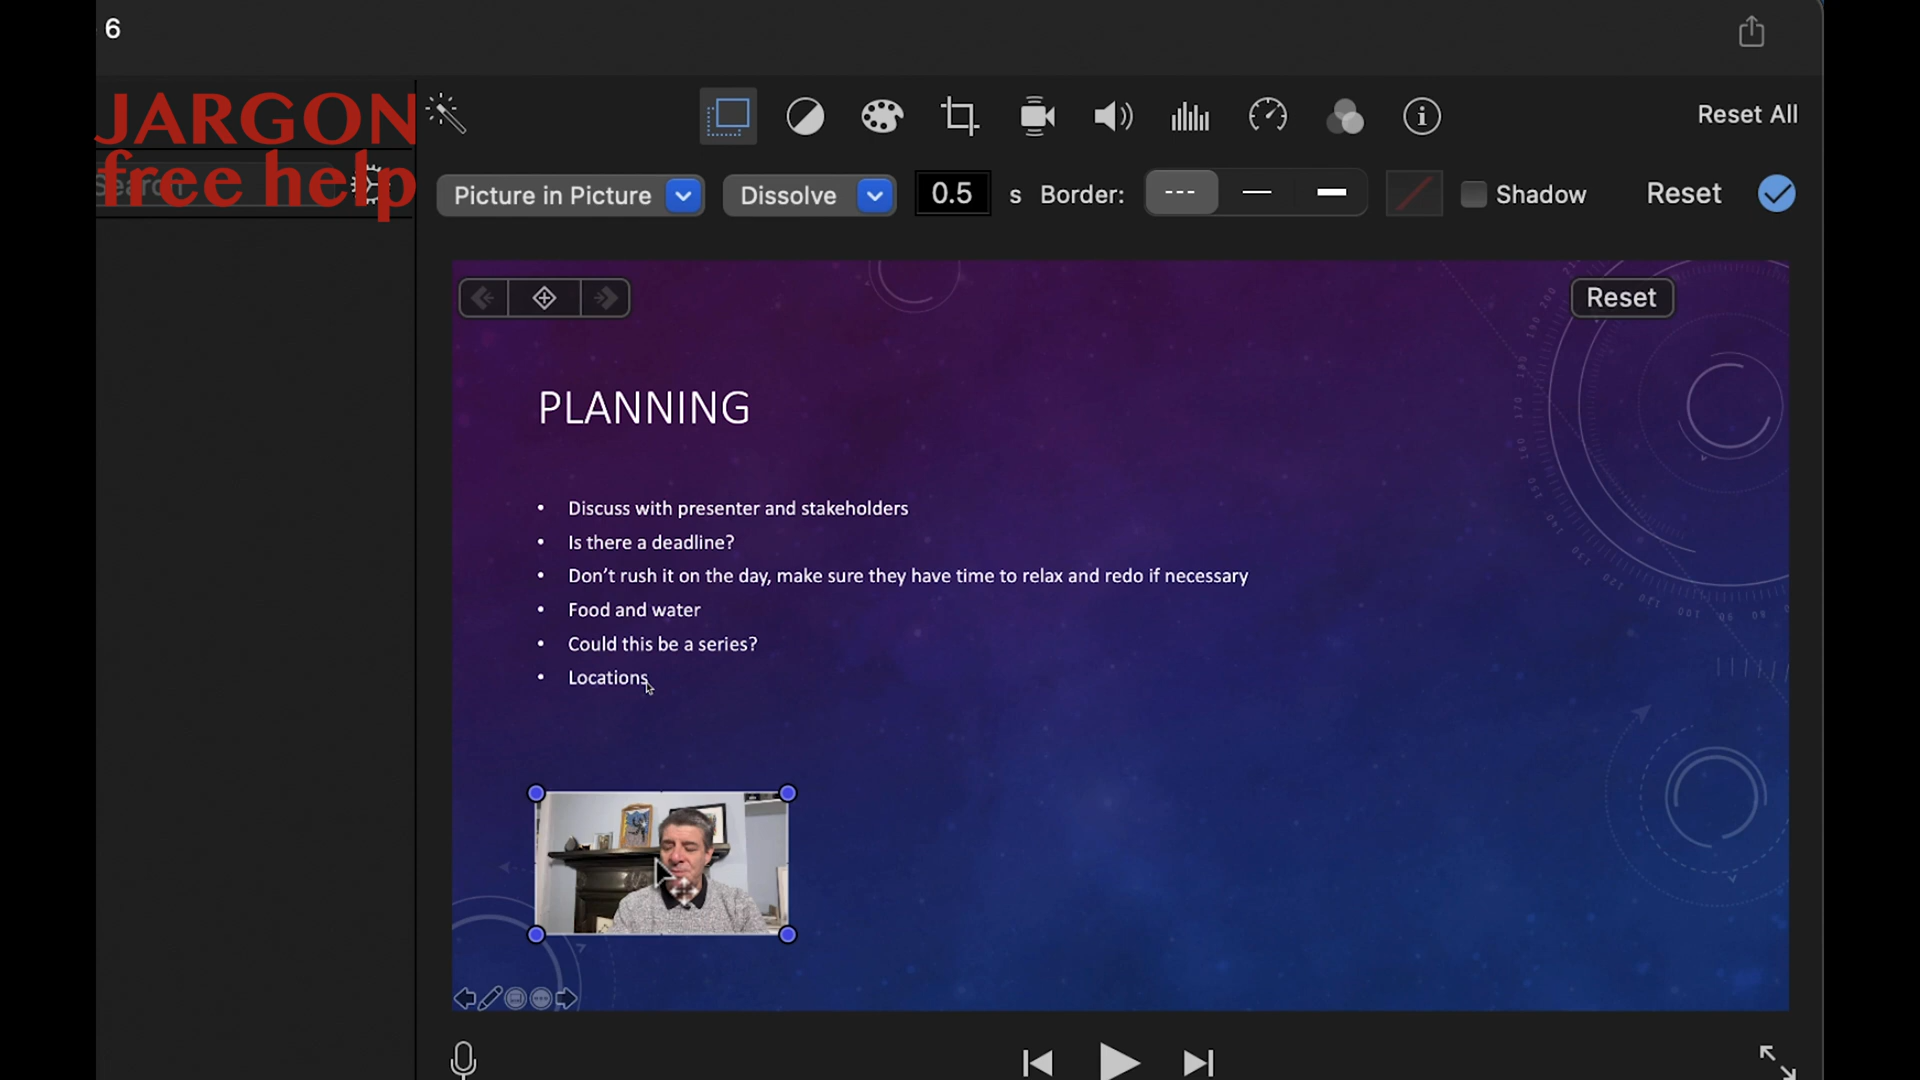 6
JARGON
free help
Search
Reset All
Picture in Picture
Dissolve
0.5 s
Border:
Shadow
Reset
Reset
PLANNING
• Discuss with presenter and stakeholders
• Is there a deadline?
• Don’t rush it on the day, make sure they have time to relax and redo if necessary
• Food and water
• Could this be a series?
• Locations